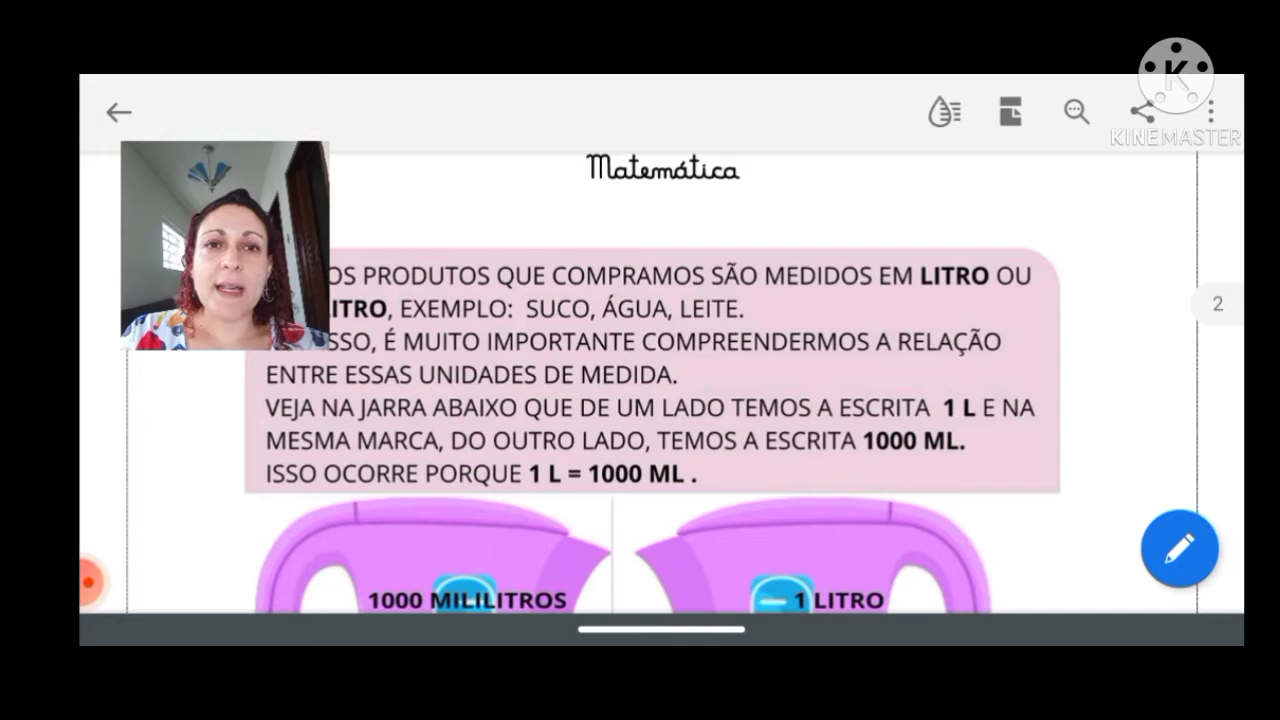 KINEMASTER
Matemática
OS PRODUTOS QUE COMPRAMOS SÃO MEDIDOS EM LITRO OU
ITRO, EXEMPLO: SUCO, ÁGUA, LEITE.
SSO, É MUITO IMPORTANTE COMPREENDERMOS A RELAÇÃO
ENTRE ESSAS UNIDADES DE MEDIDA.
VEJA NA JARRA ABAIXO QUE DE UM LADO TEMOS A ESCRITA 1 L E NA
MESMA MARCA, DO OUTRO LADO, TEMOS A ESCRITA 1000 ML.
ISSO OCORRE PORQUE 1 L = 1000 ML .
2
1000 MILILITROS
1 LITRO